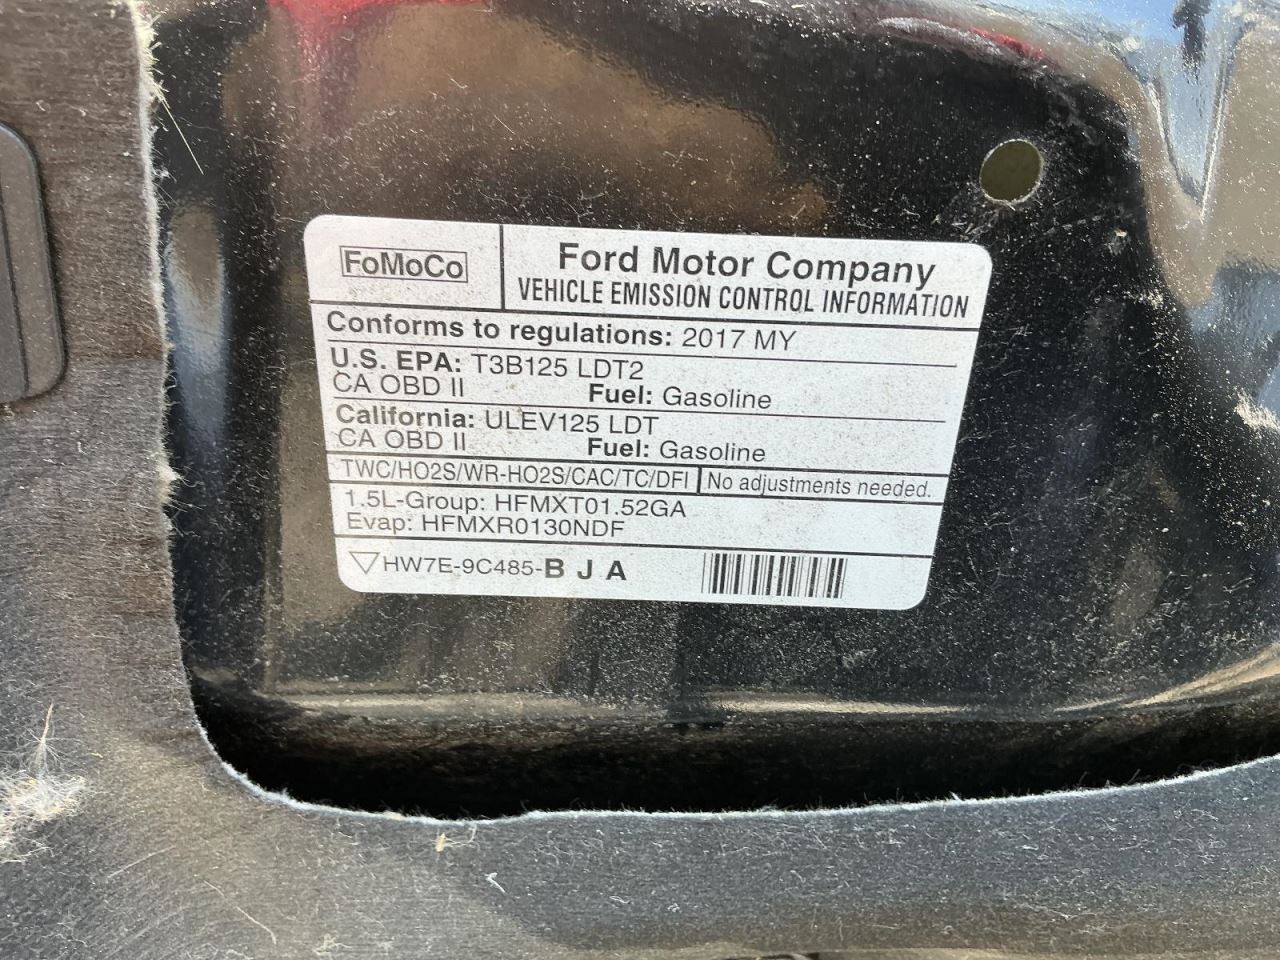 FoMoCo
Ford Motor Company
VEHICLE EMISSION CONTROL INFORMATION
Conforms to regulations: 2017 MY
U.S. EPA: T3B125 LDT2
CA OBD II Fuel: Gasoline
California: ULEV125 LDT
CA OBD II Fuel: Gasoline
TWC/HO2S/WR-HO2S/CAC/TC/DFI No adjustments needed.
1.5L-Group: HFMXT01.52GA
Evap: HFMXR0130NDF
HW7E-9C485-B J A